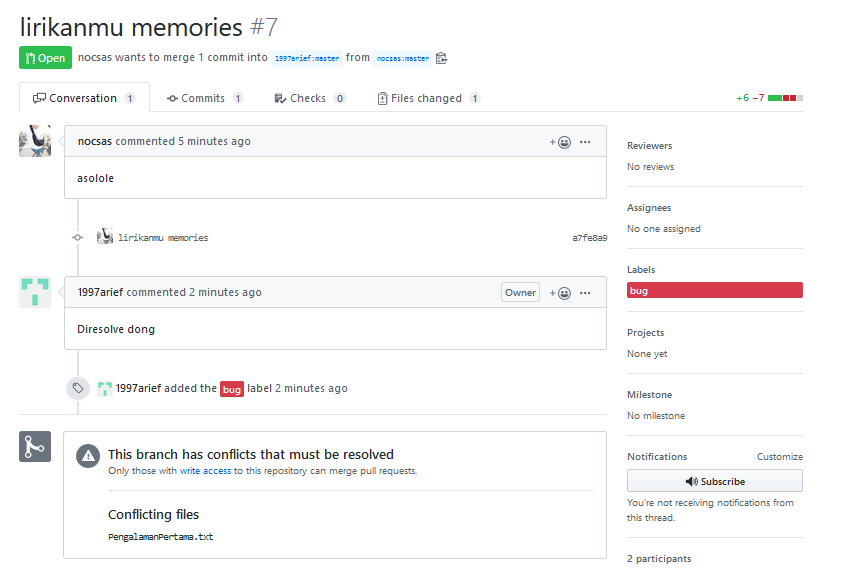 lirikanmu memories #7
Open nocsas wants to merge 1 commit into 1997arief:master from nocsas:master
Conversation 1 Commits 1 Checks 0 Files changed 1 +6 −7
nocsas commented 5 minutes ago
asolole
lirikanmu memories a7fe8a9
1997arief commented 2 minutes ago Owner
Diresolve dong
1997arief added the bug label 2 minutes ago
This branch has conflicts that must be resolved
Only those with write access to this repository can merge pull requests.
Conflicting files
PengalamanPertama.txt
Reviewers
No reviews
Assignees
No one assigned
Labels
bug
Projects
None yet
Milestone
No milestone
Notifications Customize
Subscribe
You're not receiving notifications from
this thread.
2 participants